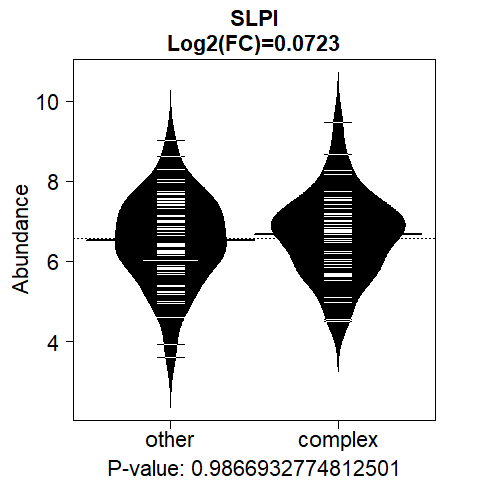 SLPI
Log2(FC)=0.0723
Abundance
10
8
6
4
other complex
P-value: 0.9866932774812501